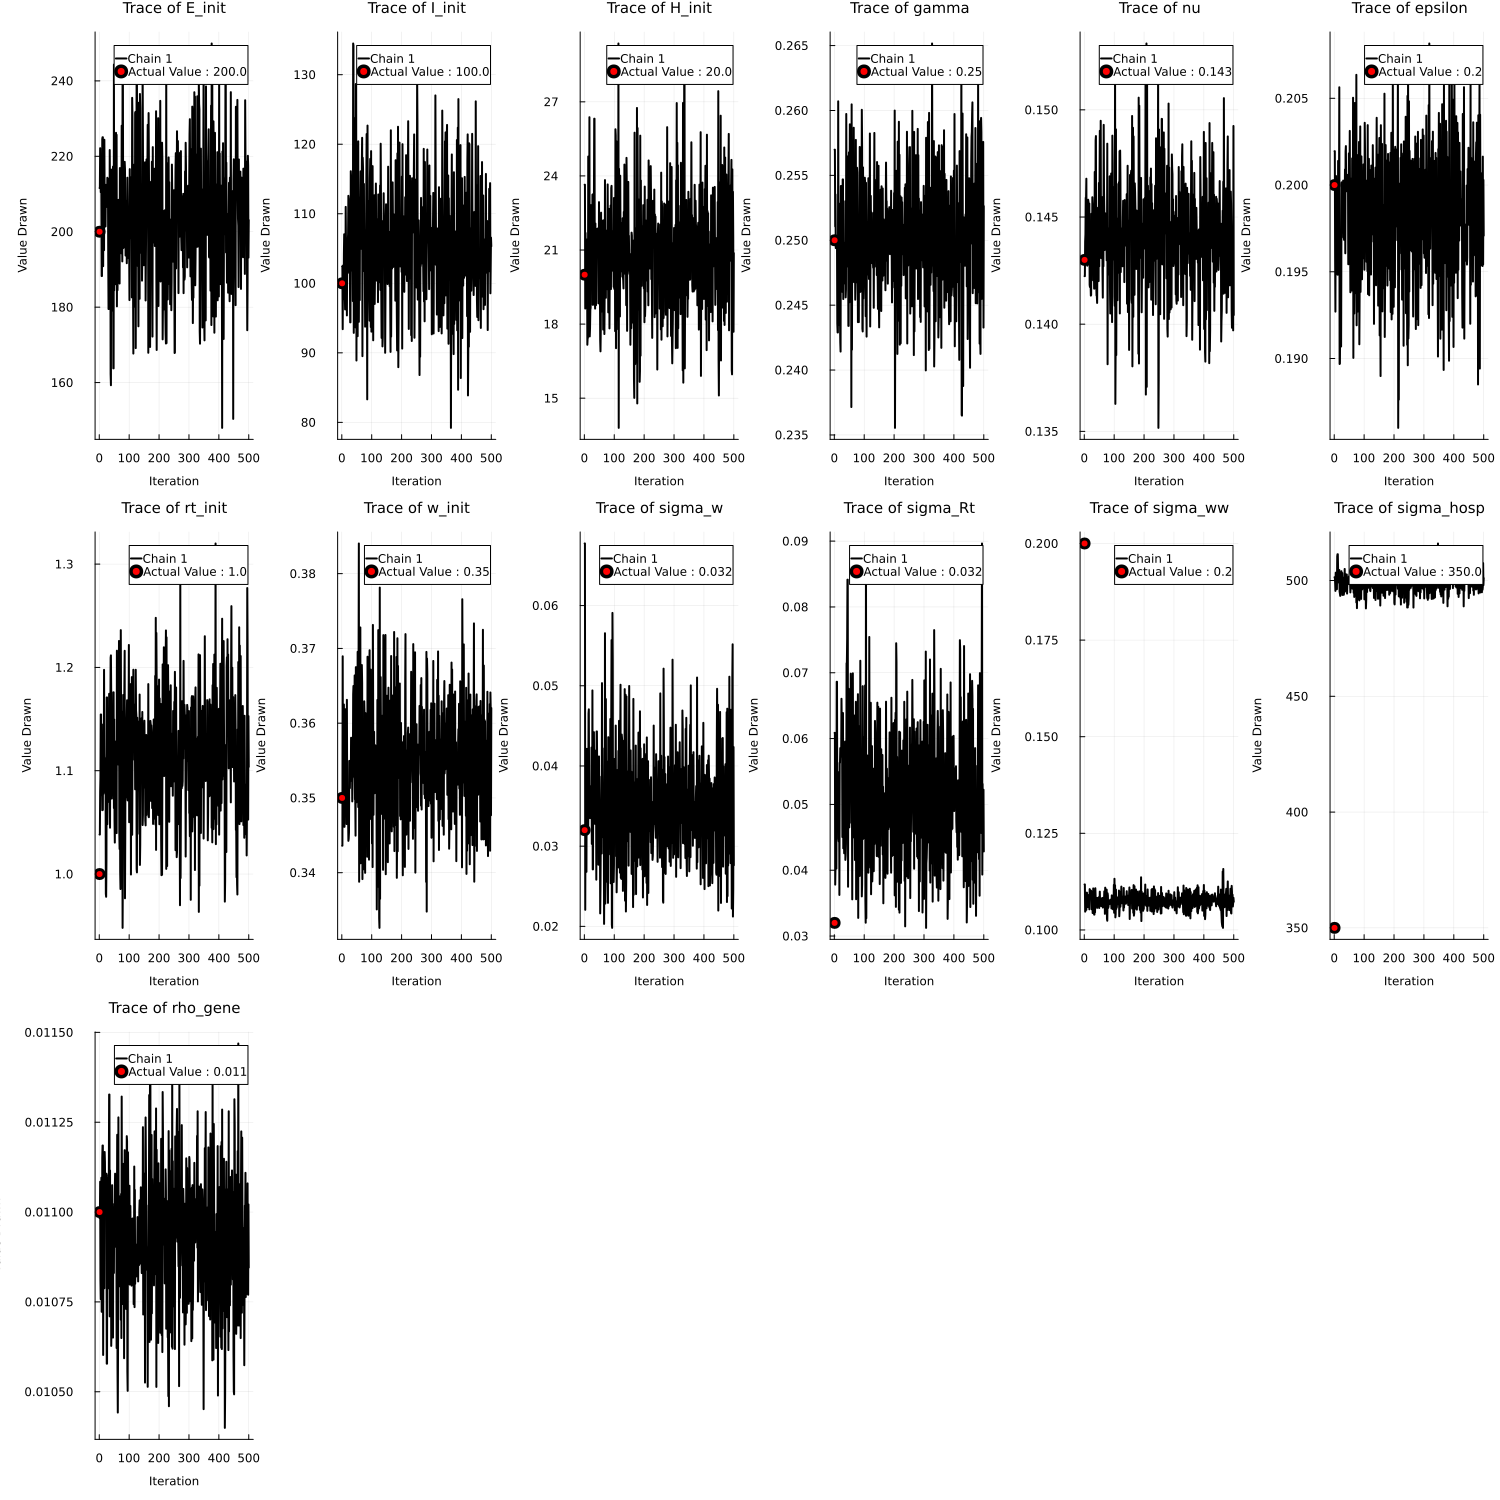 Trace of E_init
Trace of I_init
Trace of H_init
Trace of gamma
Trace of nu
Trace of epsilon
Chain 1
Actual Value : 200.0
Chain 1
Actual Value : 100.0
Chain 1
Actual Value : 20.0
Chain 1
Actual Value : 0.25
Chain 1
Actual Value : 0.143
Chain 1
Actual Value : 0.2
240
220
200
180
160
130
120
110
100
90
80
27
24
21
18
15
0.265
0.260
0.255
0.250
0.245
0.240
0.235
0.150
0.145
0.140
0.135
0.205
0.200
0.195
0.190
Value Drawn
Value Drawn
Value Drawn
Value Drawn
Value Drawn
Value Drawn
0 100 200 300 400 500
0 100 200 300 400 500
0 100 200 300 400 500
0 100 200 300 400 500
0 100 200 300 400 500
0 100 200 300 400 500
Iteration
Iteration
Iteration
Iteration
Iteration
Iteration
Trace of rt_init
Trace of w_init
Trace of sigma_w
Trace of sigma_Rt
Trace of sigma_ww
Trace of sigma_hosp
Chain 1
Actual Value : 1.0
Chain 1
Actual Value : 0.35
Chain 1
Actual Value : 0.032
Chain 1
Actual Value : 0.032
Chain 1
Actual Value : 0.2
Chain 1
Actual Value : 350.0
1.3
1.2
1.1
1.0
0.38
0.37
0.36
0.35
0.34
0.06
0.05
0.04
0.03
0.02
0.09
0.08
0.07
0.06
0.05
0.04
0.03
0.200
0.175
0.150
0.125
0.100
500
450
400
350
Value Drawn
Value Drawn
Value Drawn
Value Drawn
Value Drawn
Value Drawn
0 100 200 300 400 500
0 100 200 300 400 500
0 100 200 300 400 500
0 100 200 300 400 500
0 100 200 300 400 500
0 100 200 300 400 500
Iteration
Iteration
Iteration
Iteration
Iteration
Iteration
Trace of rho_gene
Chain 1
Actual Value : 0.011
0.01150
0.01125
0.01100
0.01075
0.01050
0 100 200 300 400 500
Iteration